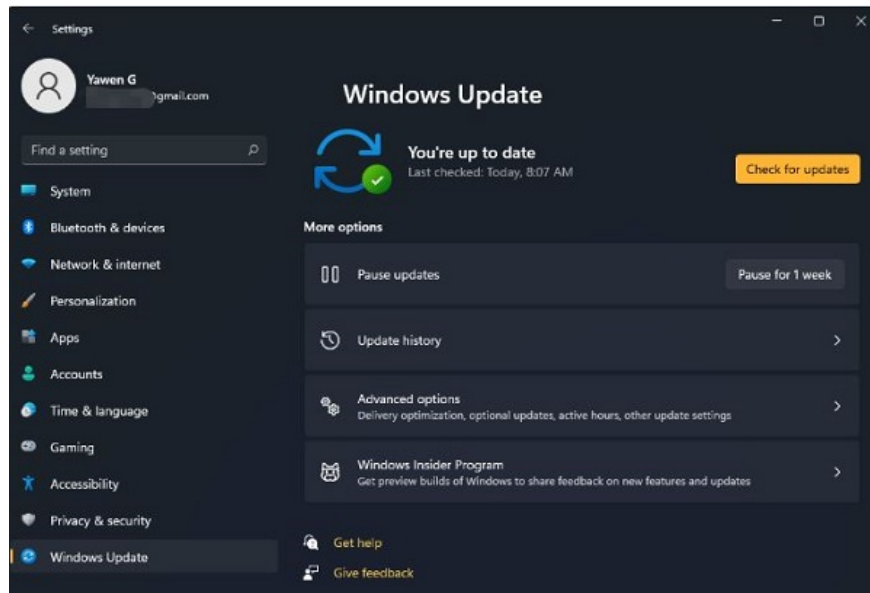 Settings
Yawen G
@gmail.com
Find a setting
System
Bluetooth & devices
Network & internet
Personalization
Apps
Accounts
Time & language
Gaming
Accessibility
Privacy & security
Windows Update
Windows Update
You're up to date
Last checked: Today, 8:07 AM
Check for updates
More options
Pause updates
Pause for 1 week
Update history
Advanced options
Delivery optimization, optional updates, active hours, other update settings
Windows Insider Program
Get preview builds of Windows to share feedback on new features and updates
Get help
Give feedback